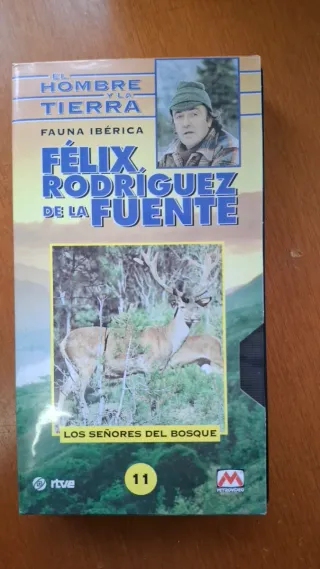 EL
HOMBRE
Y LA
TIERRA
FAUNA IBÉRICA
FÉLIX
RODRÍGUEZ
DE LA FUENTE
LOS SEÑORES DEL BOSQUE
rtve
11